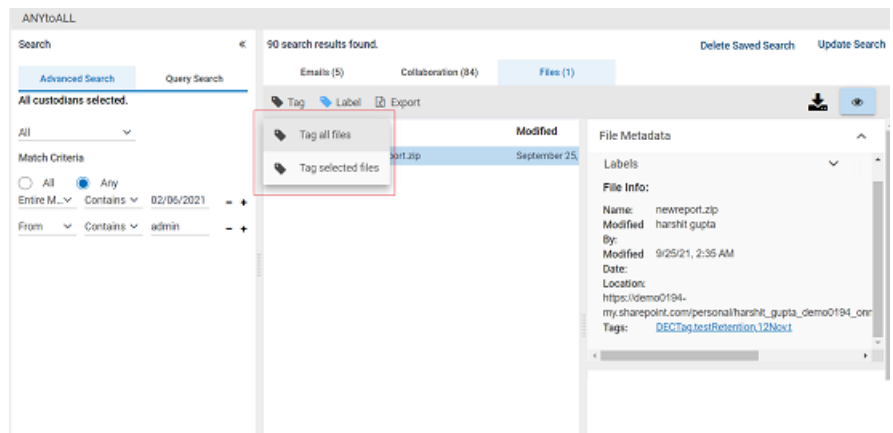 ANYtoALL
Search
«
90 search results found.
Delete Saved Search
Update Search
Advanced Search
Query Search
Emails (5)
Collaboration (84)
Files (1)
All custodians selected.
Tag
Label
Export
All
Tag all files
Modified
File Metadata
Match Criteria
port.zip
September 25,
Tag selected files
Labels
All
Any
File Info:
Entire M...
Contains
02/06/2021
- +
Name: newreport.zip
From
Contains
admin
- +
Modified By: harshit gupta
Modified Date: 9/25/21, 2:35 AM
Location:
https://demo0194-
my.sharepoint.com/personal/harshit_gupta_demo0194_onr
Tags: DECTag,testRetention,12Nov,t